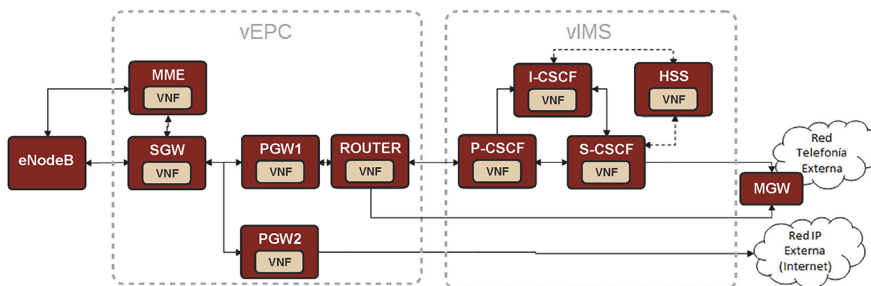 vEPC
vIMS
MME
VNF
I-CSCF
VNF
HSS
VNF
eNodeB
SGW
VNF
PGW1
VNF
ROUTER
VNF
P-CSCF
VNF
S-CSCF
VNF
Red
Telefonía
Externa
MGW
PGW2
VNF
Red IP
Externa
(Internet)